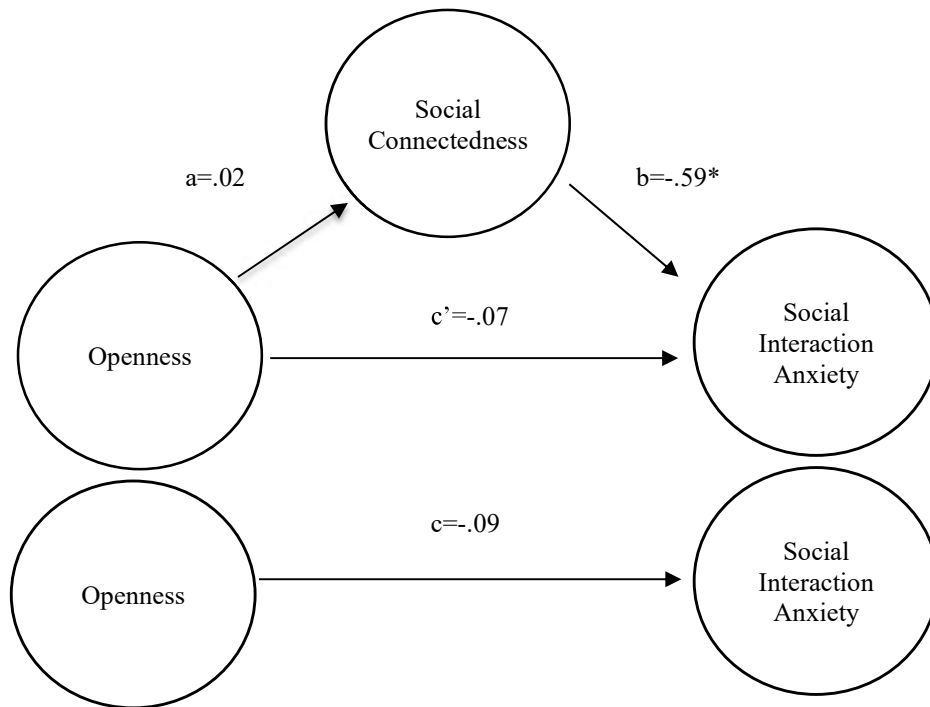 Social
Connectedness
a=.02
b=-.59*
c’=-.07
Social
Interaction
Anxiety
Openness
c=-.09
Social
Interaction
Anxiety
Openness